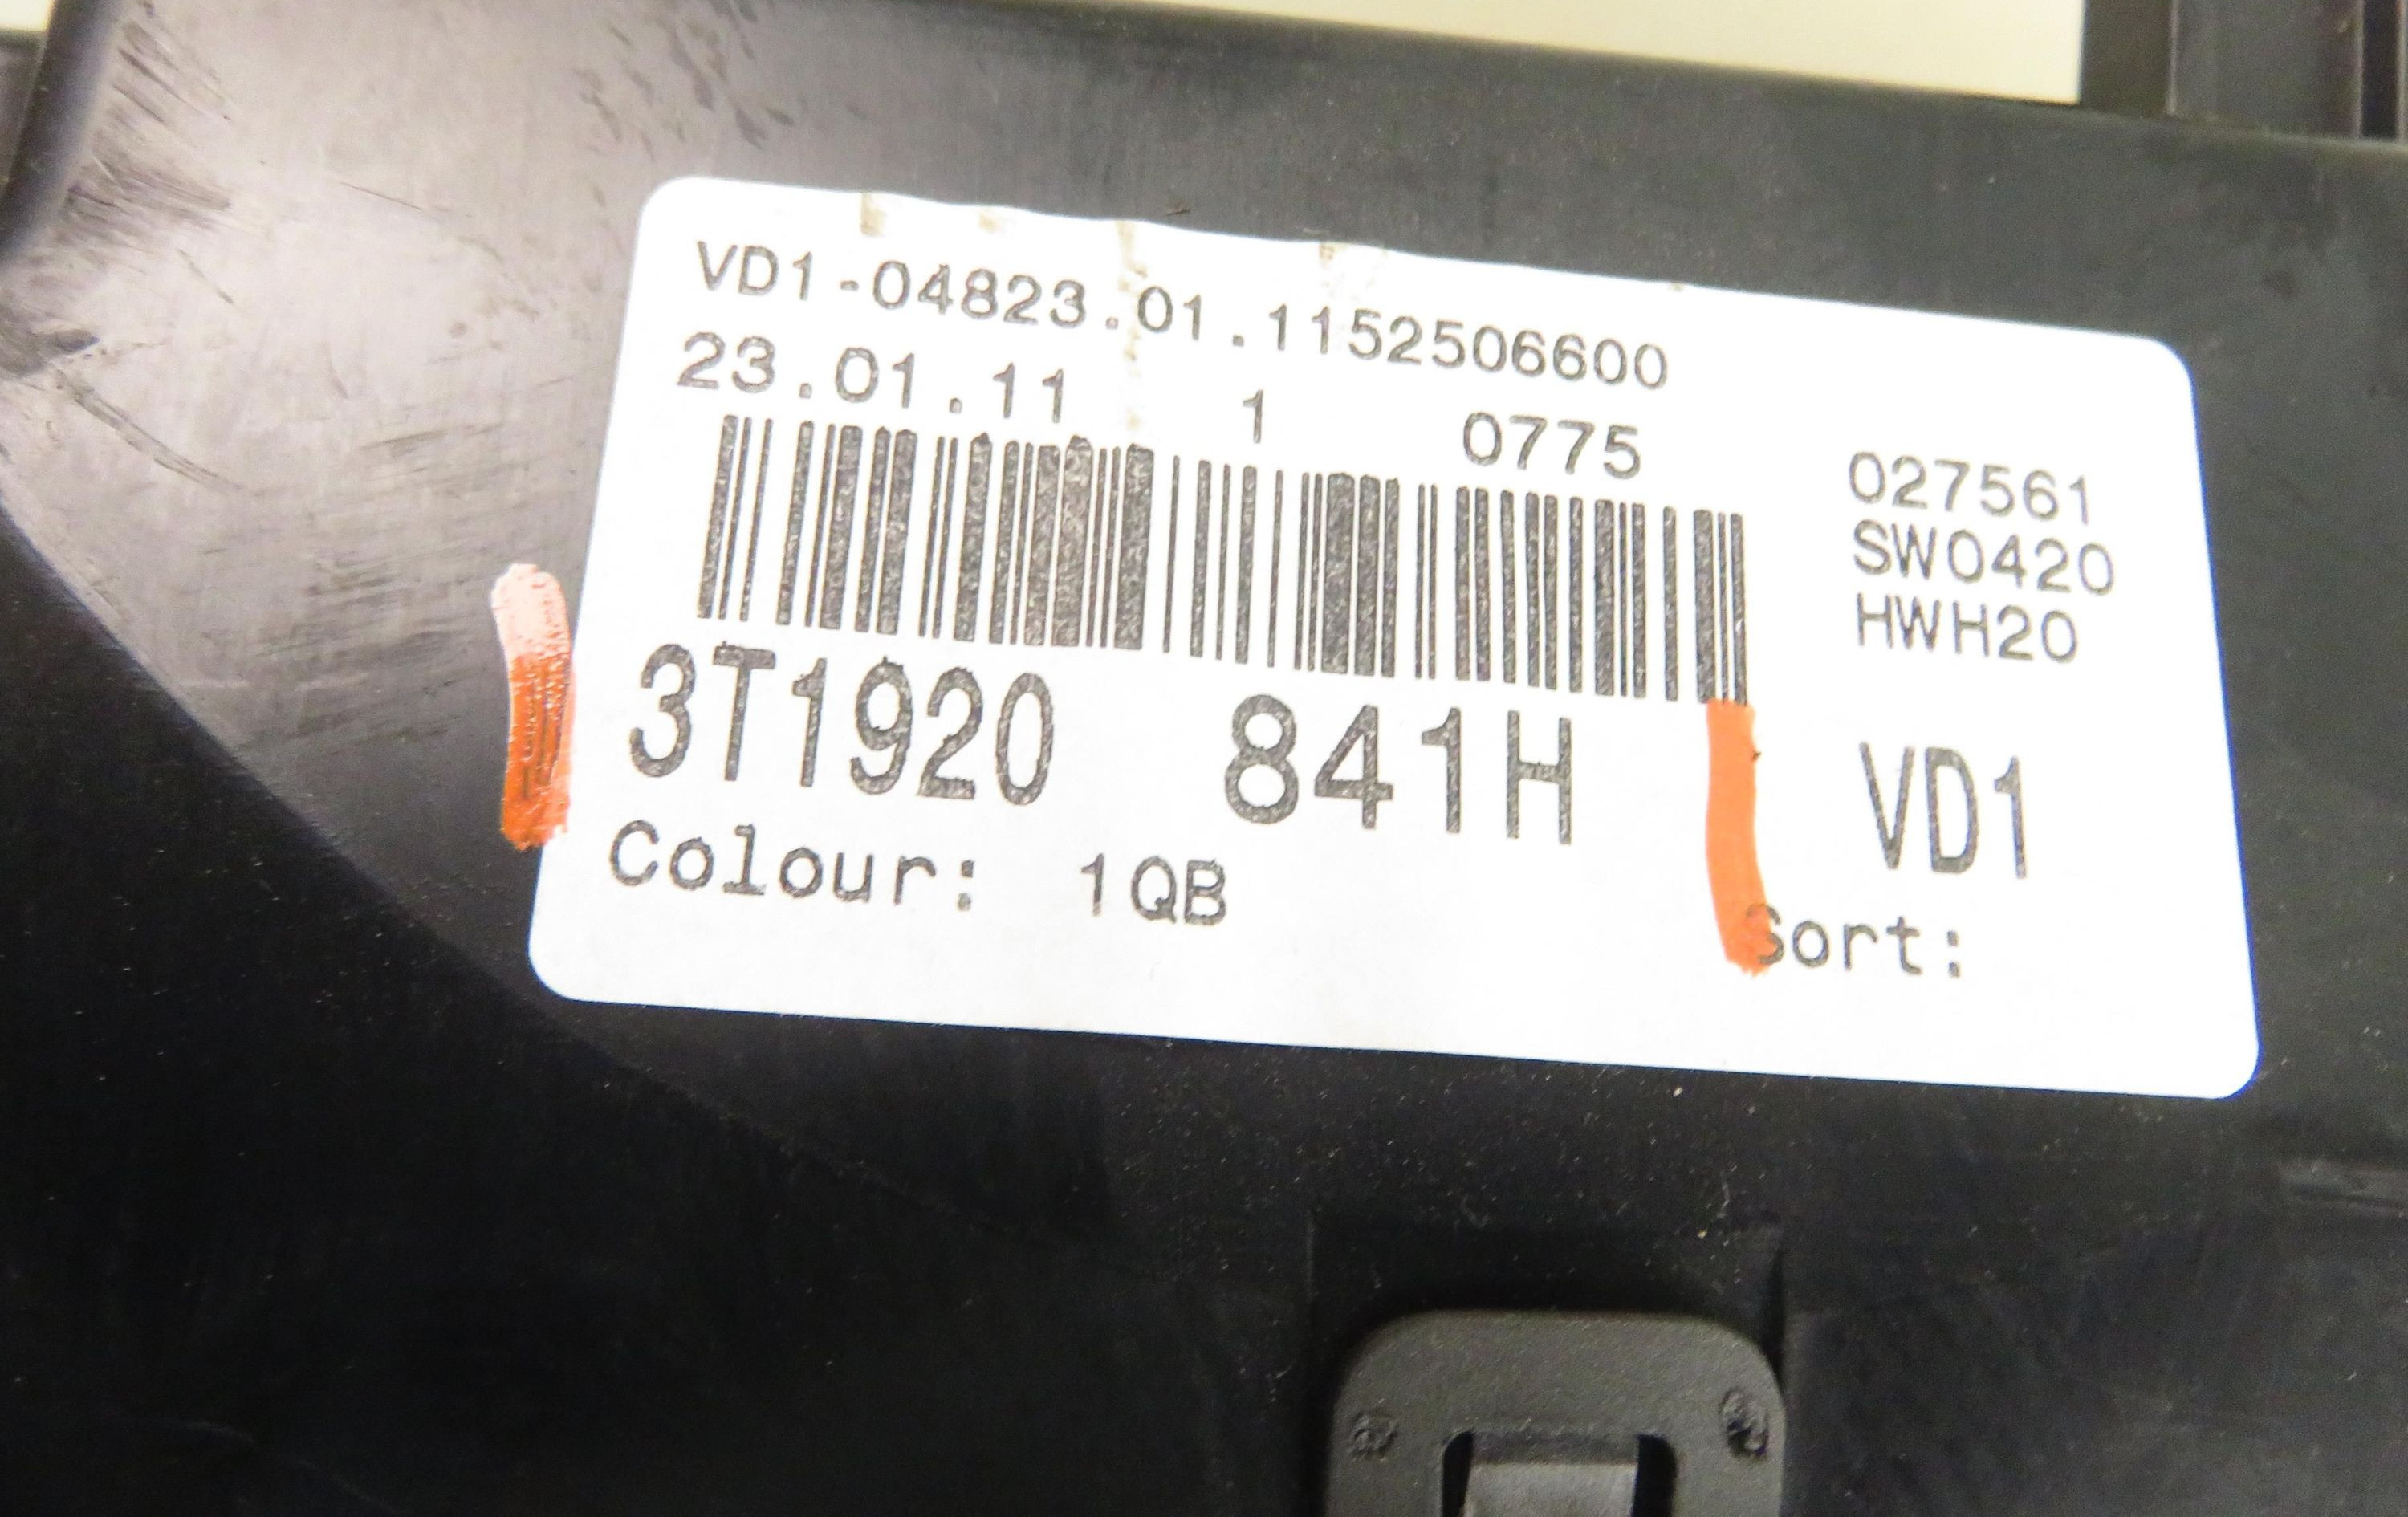 VD1-04823.01.1152506600
23.01.11 1 0775
027561
SW0420
HWH20
3T1920 841H VD1
Colour: 1QB Sort: